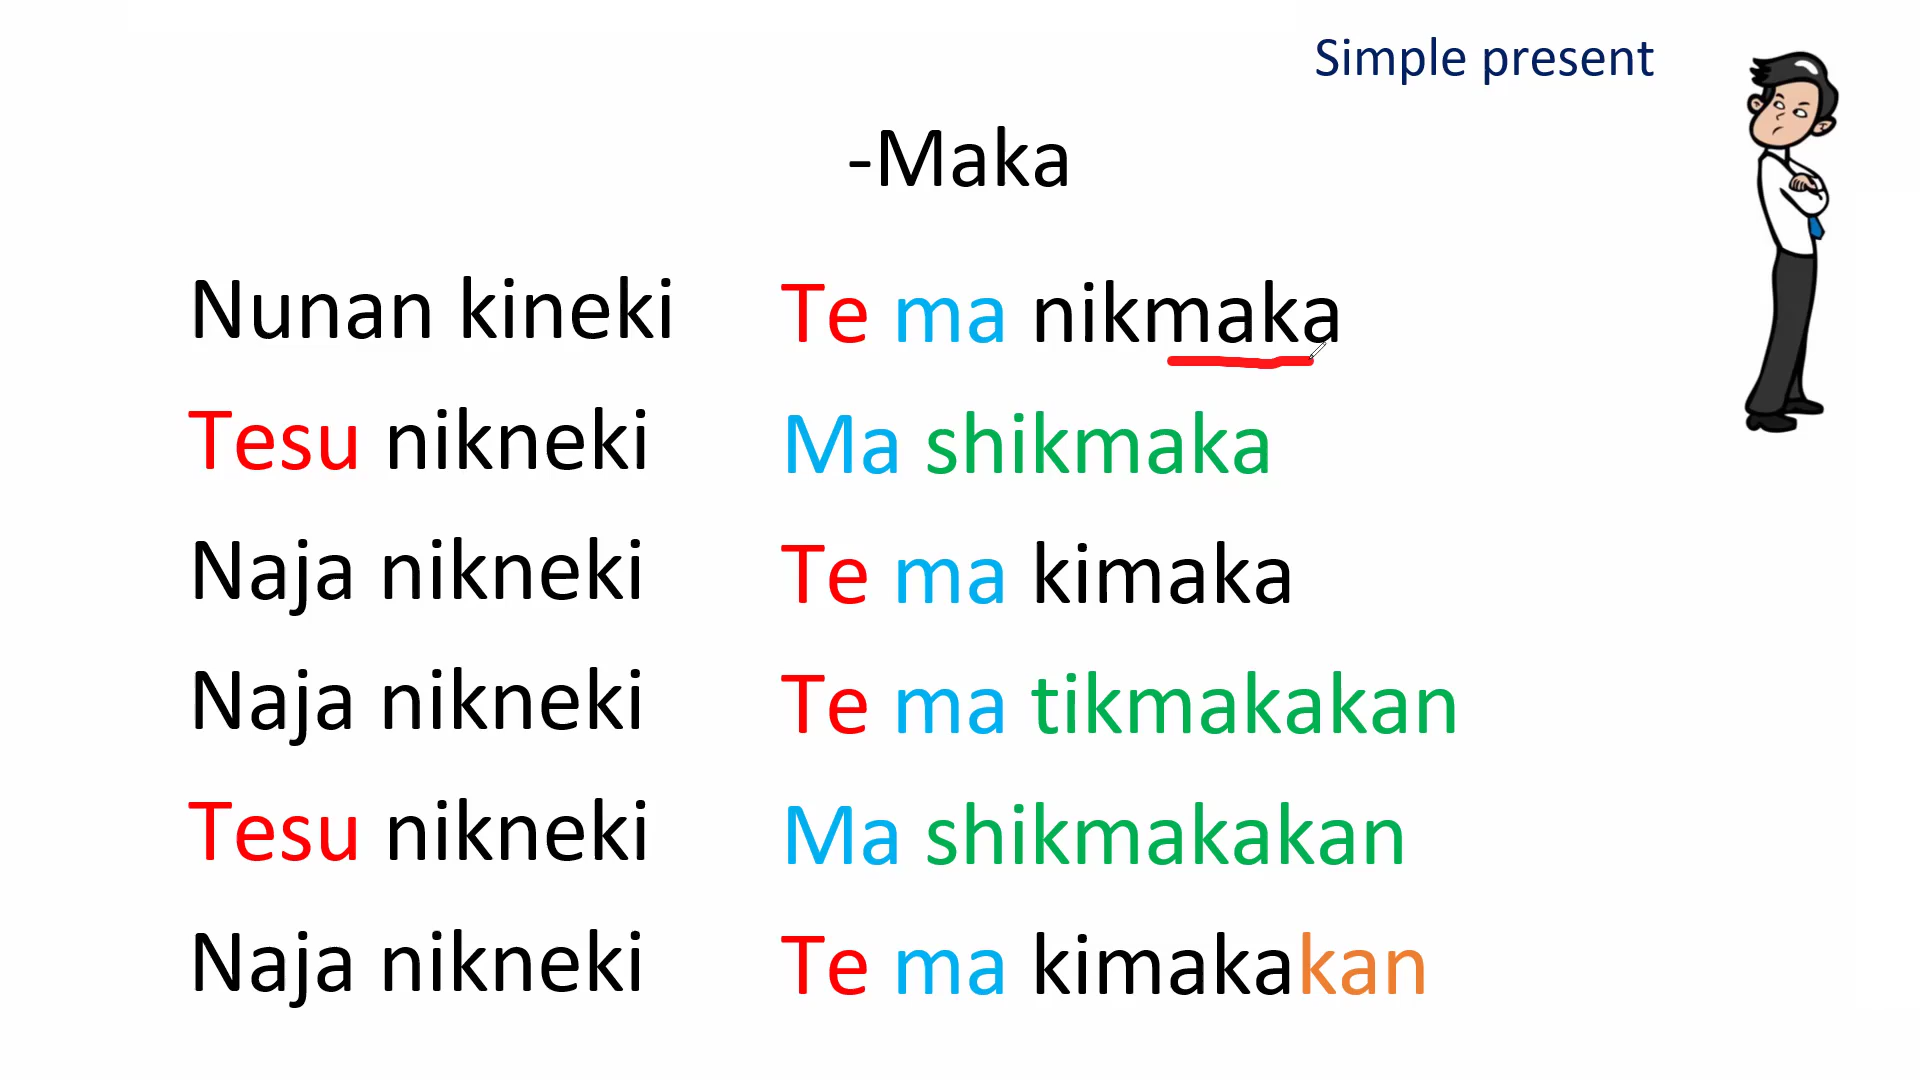 Simple present
-Maka
Nunan kineki Te ma nikmaka
Tesu nikneki Ma shikmaka
Naja nikneki Te ma kimaka
Naja nikneki Te ma tikmakakan
Tesu nikneki Ma shikmakakan
Naja nikneki Te ma kimakakan